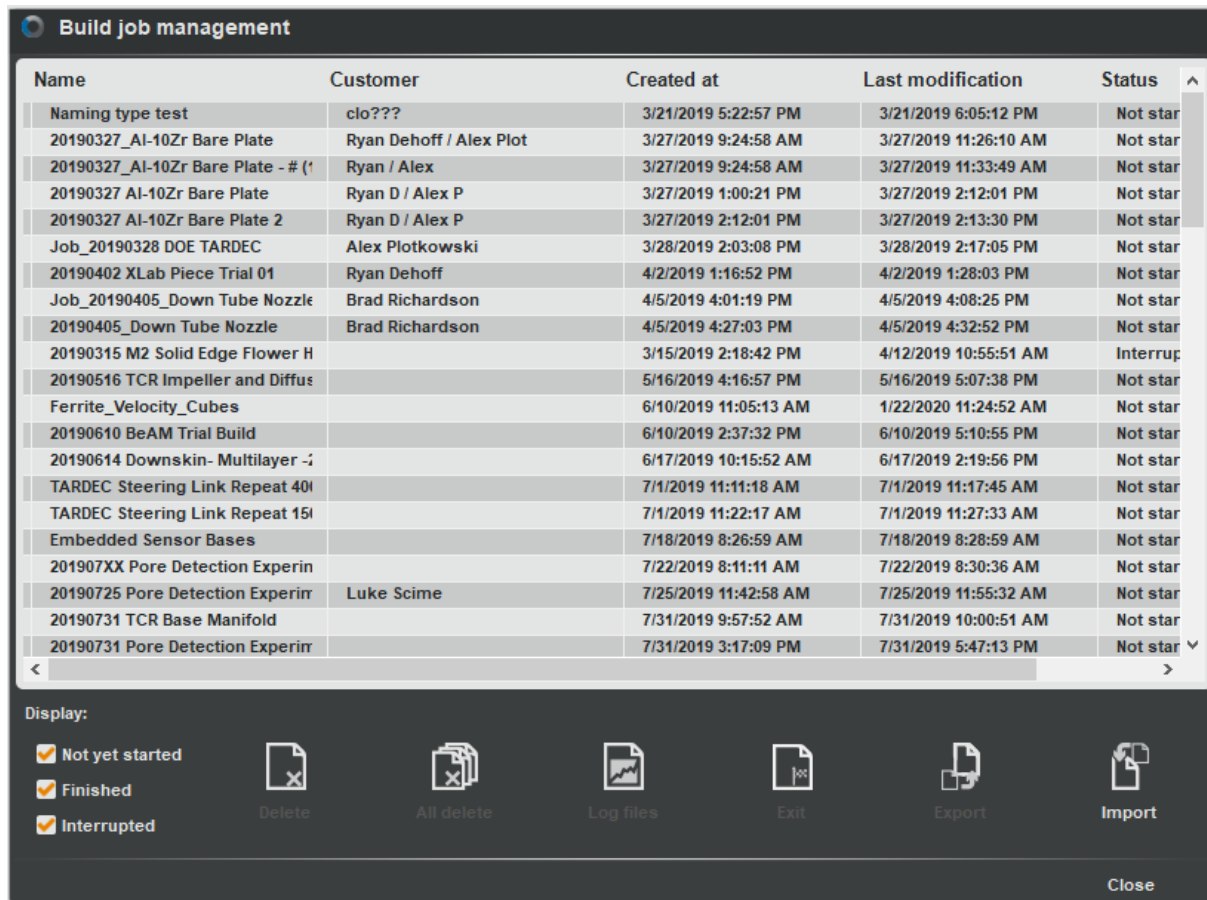 Build job management
Name Customer Created at Last modification Status
Naming type test clo??? 3/21/2019 5:22:57 PM 3/21/2019 6:05:12 PM Not star
20190327_Al-10Zr Bare Plate Ryan Dehoff / Alex Plot 3/27/2019 9:24:58 AM 3/27/2019 11:26:10 AM Not star
20190327_Al-10Zr Bare Plate - # (1 Ryan / Alex 3/27/2019 9:24:58 AM 3/27/2019 11:33:49 AM Not star
20190327 Al-10Zr Bare Plate Ryan D / Alex P 3/27/2019 1:00:21 PM 3/27/2019 2:12:01 PM Not star
20190327 Al-10Zr Bare Plate 2 Ryan D / Alex P 3/27/2019 2:12:01 PM 3/27/2019 2:13:30 PM Not star
Job_20190328 DOE TARDEC Alex Plotkowski 3/28/2019 2:03:08 PM 3/28/2019 2:17:05 PM Not star
20190402 XLab Piece Trial 01 Ryan Dehoff 4/2/2019 1:16:52 PM 4/2/2019 1:28:03 PM Not star
Job_20190405_Down Tube Nozzle Brad Richardson 4/5/2019 4:01:19 PM 4/5/2019 4:08:25 PM Not star
20190405_Down Tube Nozzle Brad Richardson 4/5/2019 4:27:03 PM 4/5/2019 4:32:52 PM Not star
20190315 M2 Solid Edge Flower H 3/15/2019 2:18:42 PM 4/12/2019 10:55:51 AM Interrup
20190516 TCR Impeller and Diffus 5/16/2019 4:16:57 PM 5/16/2019 5:07:38 PM Not star
Ferrite_Velocity_Cubes 6/10/2019 11:05:13 AM 1/22/2020 11:24:52 AM Not star
20190610 BeAM Trial Build 6/10/2019 2:37:32 PM 6/10/2019 5:10:55 PM Not star
20190614 Downskin- Multilayer -2 6/17/2019 10:15:52 AM 6/17/2019 2:19:56 PM Not star
TARDEC Steering Link Repeat 400 7/1/2019 11:11:18 AM 7/1/2019 11:17:45 AM Not star
TARDEC Steering Link Repeat 150 7/1/2019 11:22:17 AM 7/1/2019 11:27:33 AM Not star
Embedded Sensor Bases 7/18/2019 8:26:59 AM 7/18/2019 8:28:59 AM Not star
201907XX Pore Detection Experim 7/22/2019 8:11:11 AM 7/22/2019 8:30:36 AM Not star
20190725 Pore Detection Experim Luke Scime 7/25/2019 11:42:58 AM 7/25/2019 11:55:32 AM Not star
20190731 TCR Base Manifold 7/31/2019 9:57:52 AM 7/31/2019 10:00:51 AM Not star
20190731 Pore Detection Experim 7/31/2019 3:17:09 PM 7/31/2019 5:47:13 PM Not star
Display:
Not yet started
Finished
Interrupted
Delete All delete Log files Exit Export Import
Close